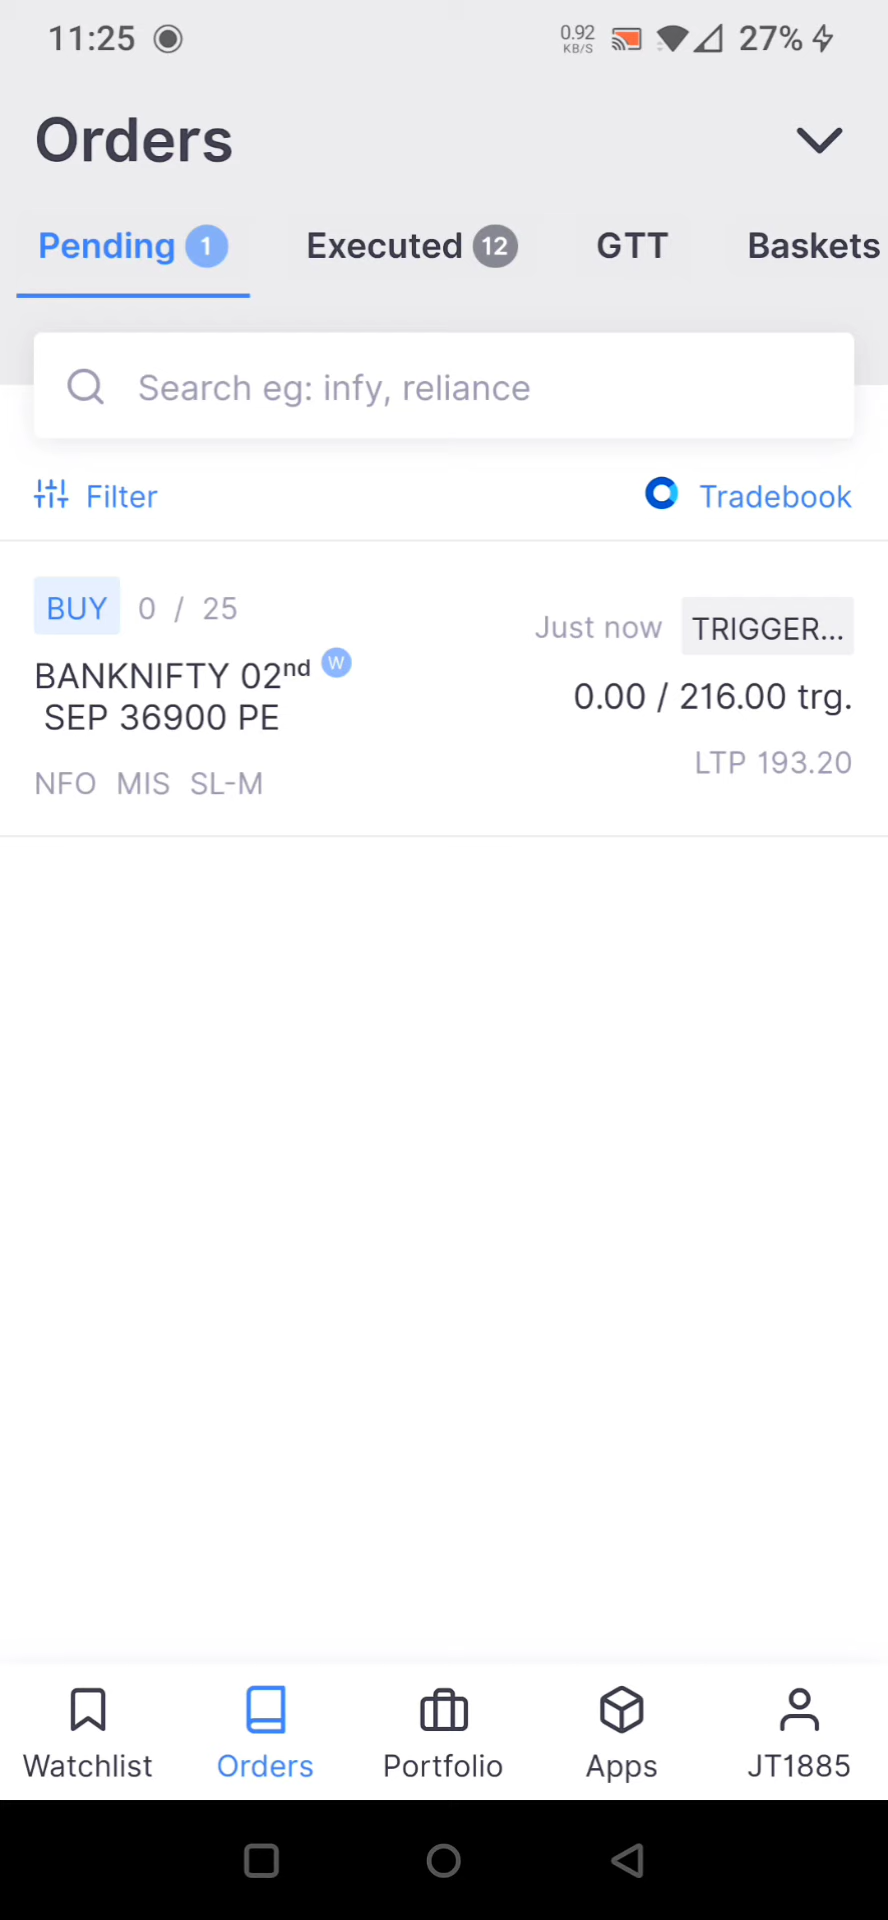 11:25 0.92 KB/S 27%
Orders
Pending 1 Executed 12 GTT Baskets
Search eg: infy, reliance
Filter Tradebook
BUY 0 / 25 Just now TRIGGER...
BANKNIFTY 02nd W 0.00 / 216.00 trg.
SEP 36900 PE
LTP 193.20
NFO MIS SL-M
Watchlist Orders Portfolio Apps JT1885